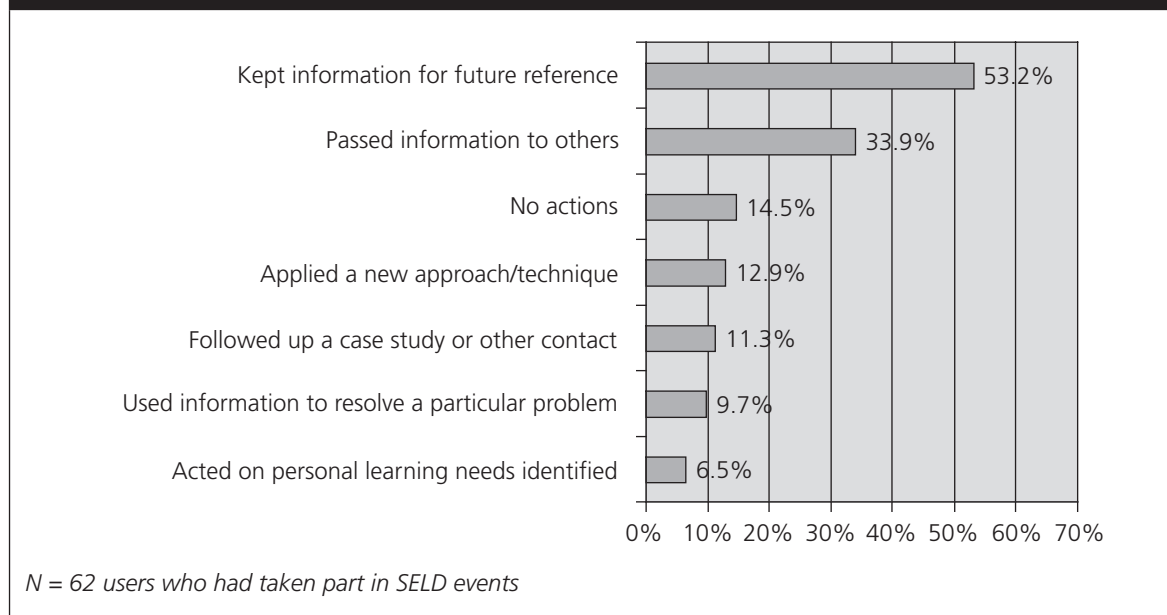 Kept information for future reference 53.2%
Passed information to others 33.9%
No actions 14.5%
Applied a new approach/technique 12.9%
Followed up a case study or other contact 11.3%
Used information to resolve a particular problem 9.7%
Acted on personal learning needs identified 6.5%
0% 10% 20% 30% 40% 50% 60% 70%
N = 62 users who had taken part in SELD events